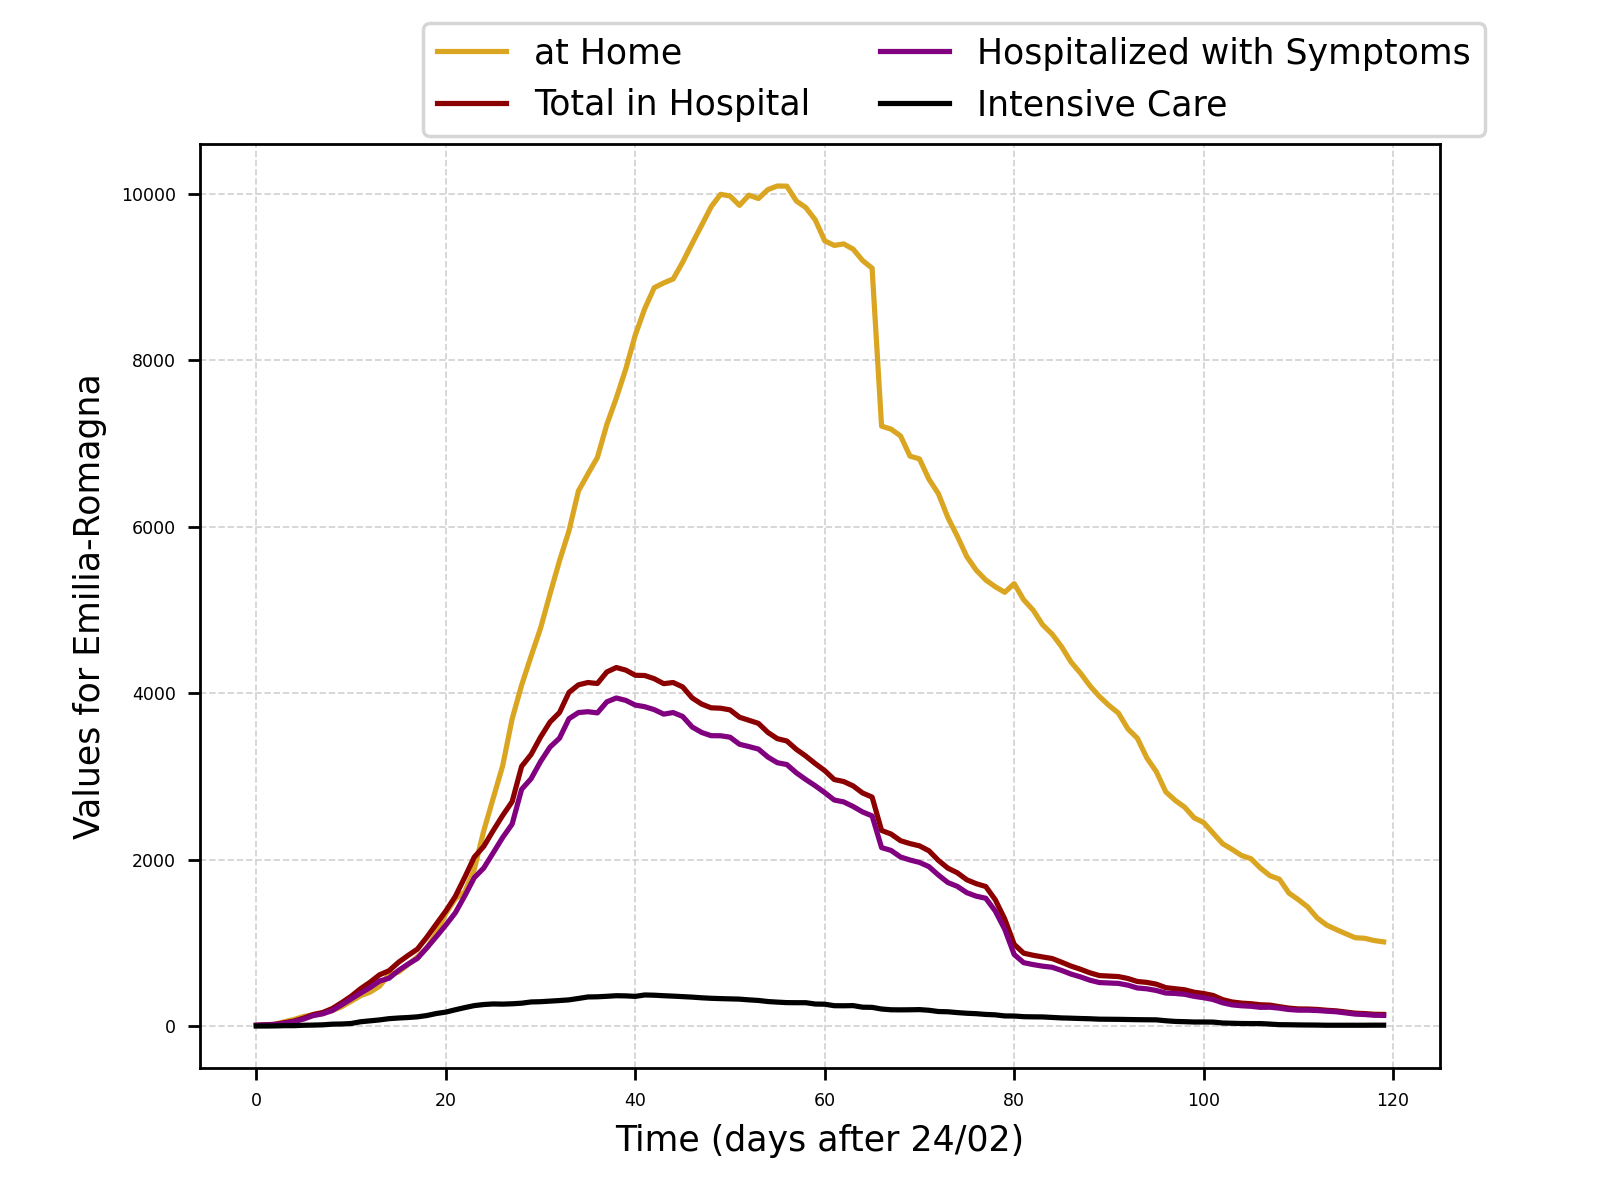 at Home
Total in Hospital
Hospitalized with Symptoms
Intensive Care
Values for Emilia-Romagna
10000
8000
6000
4000
2000
0
0 20 40 60 80 100 120
Time (days after 24/02)